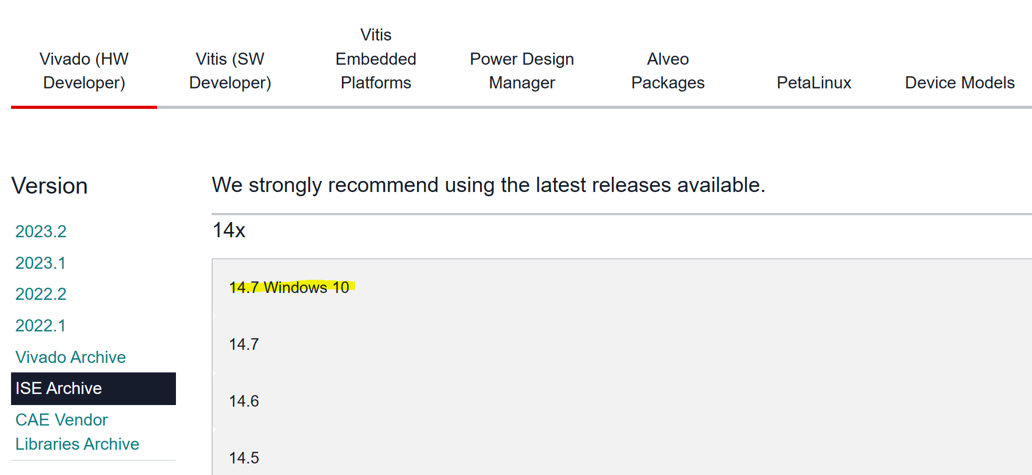 Vivado (HW
Developer)
Vitis (SW
Developer)
Vitis
Embedded
Platforms
Power Design
Manager
Alveo
Packages
PetaLinux
Device Models
Version
2023.2
2023.1
2022.2
2022.1
Vivado Archive
ISE Archive
CAE Vendor
Libraries Archive
We strongly recommend using the latest releases available.
14x
14.7 Windows 10
14.7
14.6
14.5